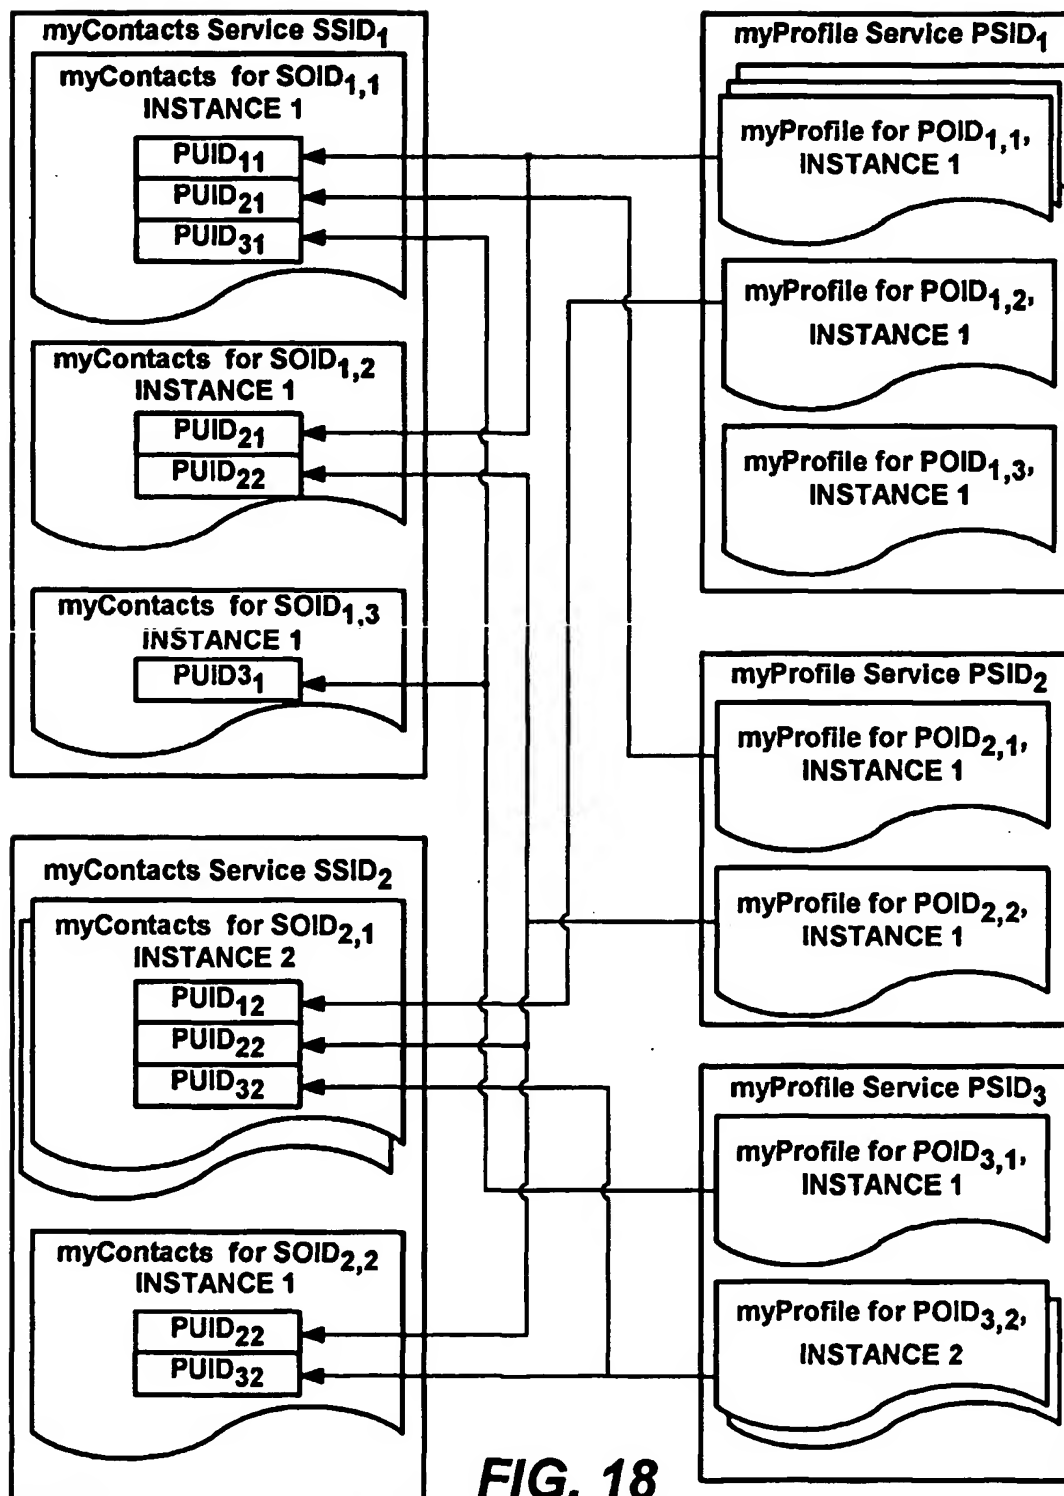 myContacts Service SSID1
myContacts for SOID1,1
INSTANCE 1
PUID11
PUID21
PUID31
myContacts for SOID1,2
INSTANCE 1
PUID21
PUID22
myContacts for SOID1,3
INSTANCE 1
PUID31
myContacts Service SSID2
myContacts for SOID2,1
INSTANCE 2
PUID12
PUID22
PUID32
myContacts for SOID2,2
INSTANCE 1
PUID22
PUID32
myProfile Service PSID1
myProfile for POID1,1,
INSTANCE 1
myProfile for POID1,2,
INSTANCE 1
myProfile for POID1,3,
INSTANCE 1
myProfile Service PSID2
myProfile for POID2,1,
INSTANCE 1
myProfile for POID2,2,
INSTANCE 1
myProfile Service PSID3
myProfile for POID3,1,
INSTANCE 1
myProfile for POID3,2,
INSTANCE 2
FIG. 18